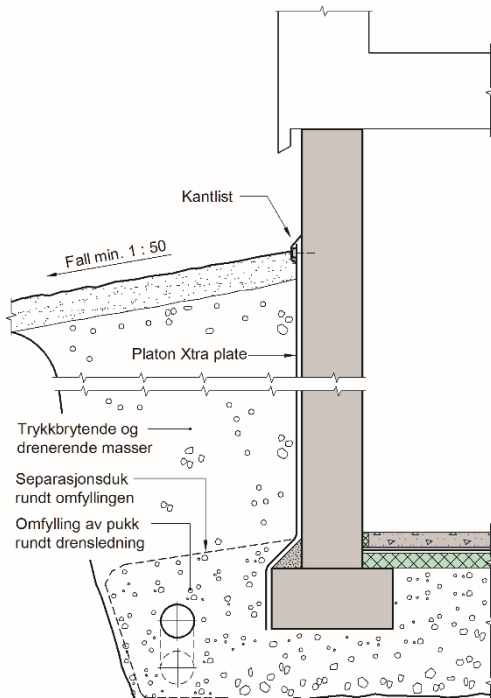 Kantlist
Fall min. 1 : 50
Platon Xtra plate
Trykkbrytende og
drenerende masser
Separasjonsduk
rundt omfyllingen
Omfylling av pukk
rundt drensledning